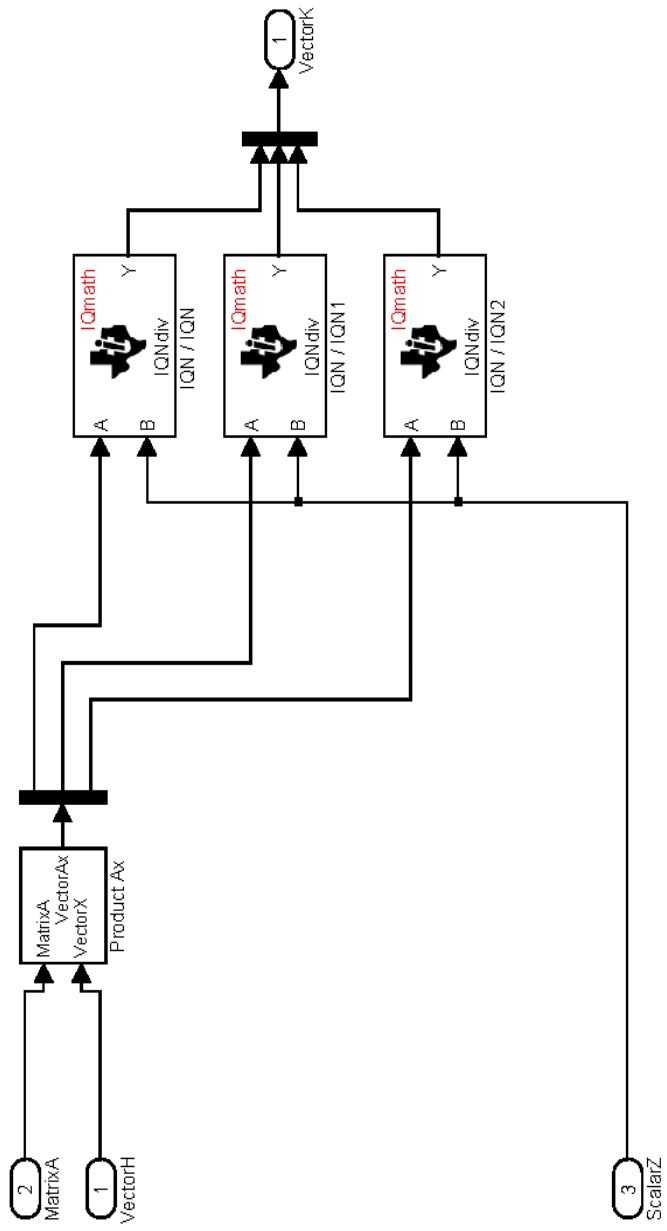 2
MatrixA
1
VectorH
3
ScalarZ
MatrixA
VectorAx
VectorX
Product Ax
IQmath
A
Y
B
IQNdiv
IQN / IQN
IQmath
A
Y
B
IQNdiv
IQN / IQN1
IQmath
A
Y
B
IQNdiv
IQN / IQN2
1
VectorK